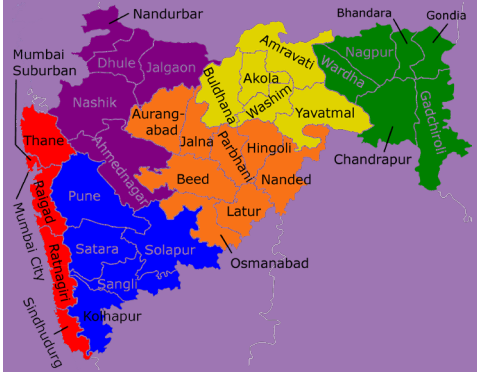 Nandurbar
Bhandara
Gondia
Mumbai
Suburban
Dhule
Jalgaon
Amravati
Nagpur
Wardha
Buldhana
Akola
Washim
Nashik
Aurang-
abad
Yavatmal
Gadchiroli
Thane
Ahmednagar
Jalna
Parbhani
Hingoli
Chandrapur
Raigad
Pune
Beed
Nanded
Latur
Mumbai City
Ratnagiri
Satara
Solapur
Osmanabad
Sangli
Sindhudurg
Kolhapur